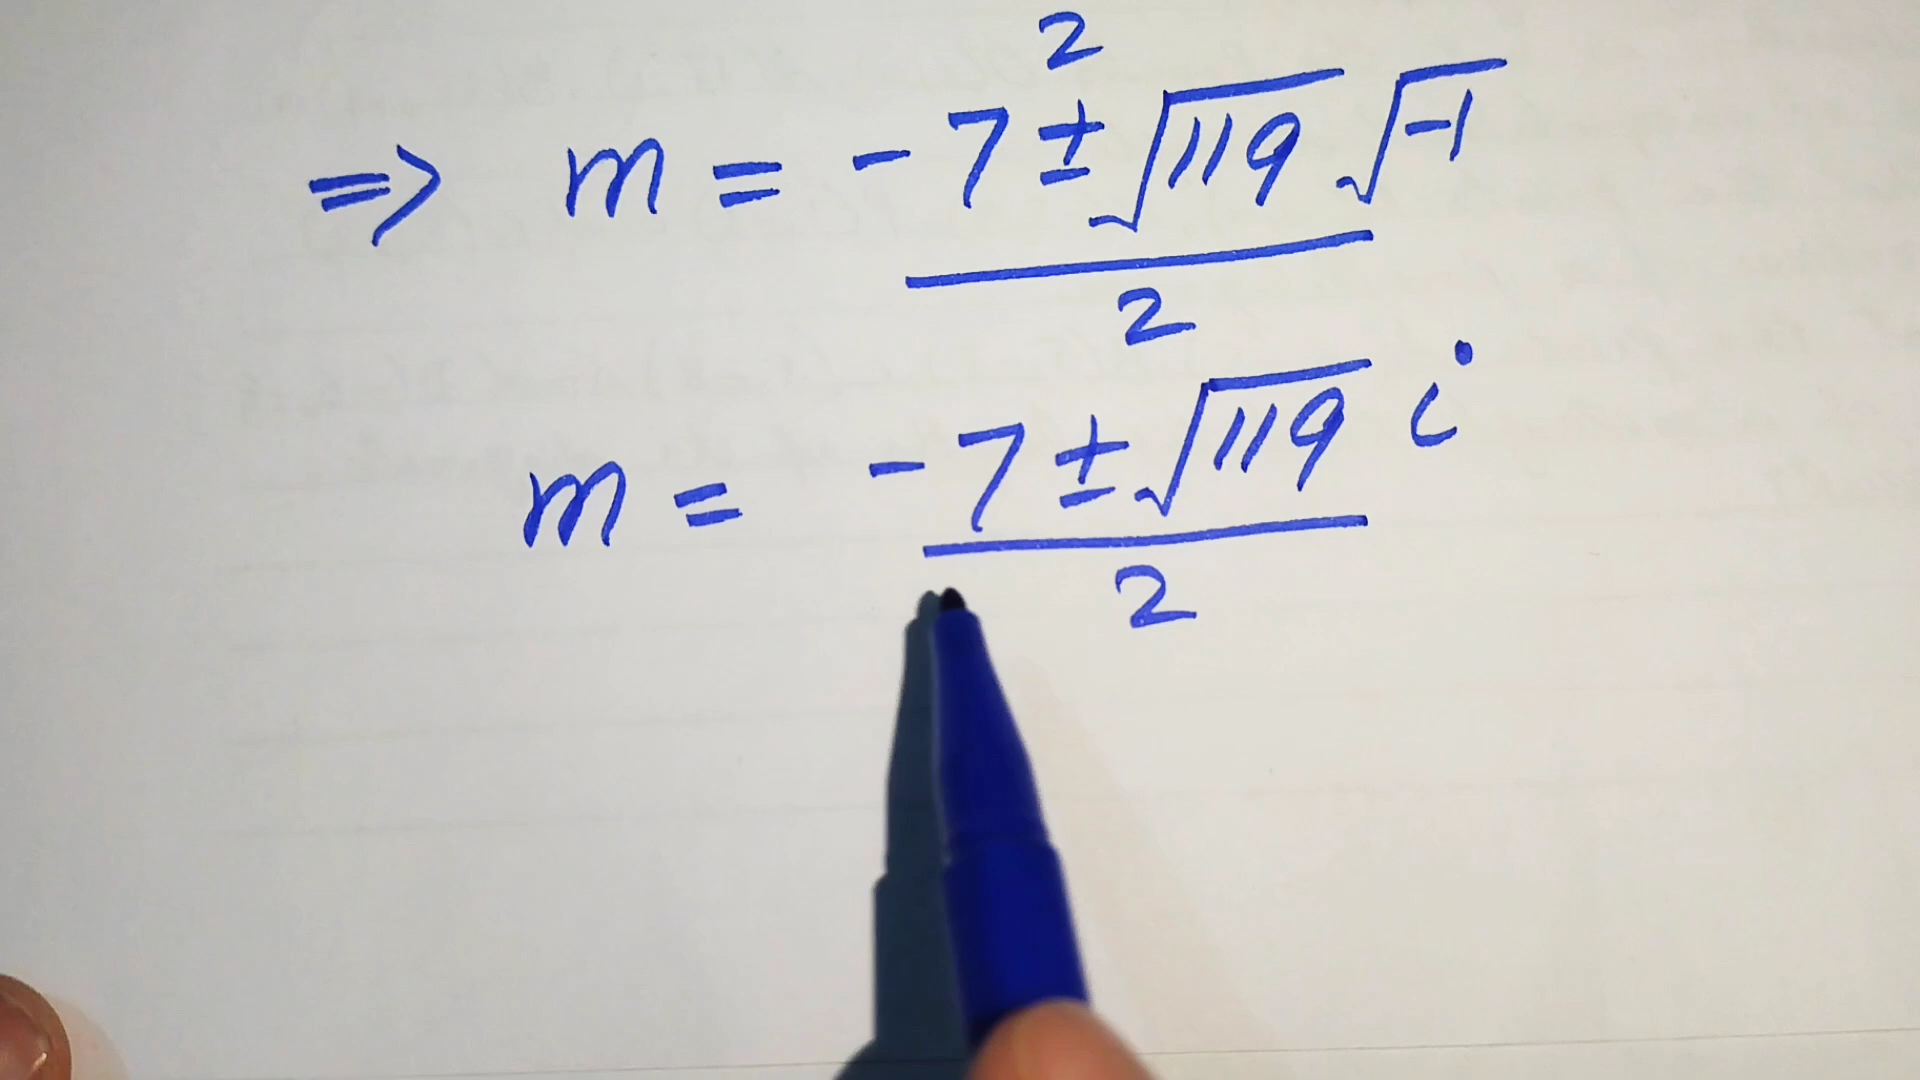 2
=> m = -7 ± √119 √-1
2
m = -7 ± √119 i
2